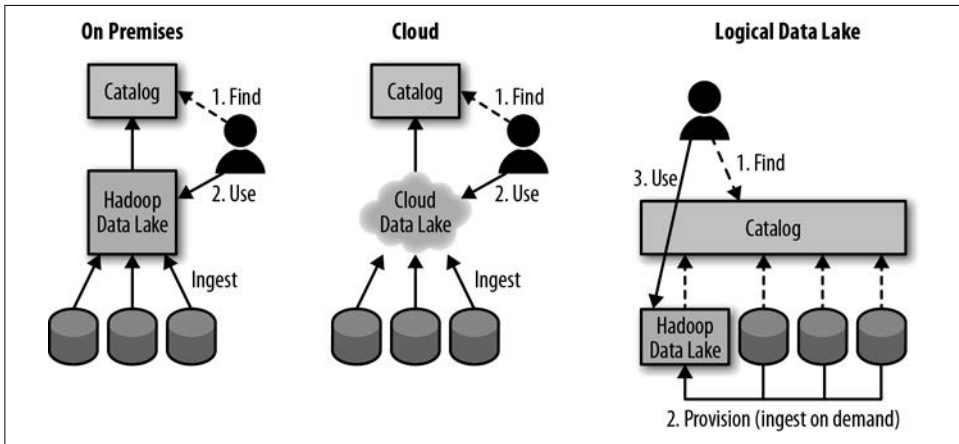 On Premises
Catalog
1. Find
2. Use
Hadoop
Data Lake
Ingest
Cloud
Catalog
1. Find
2. Use
Cloud
Data Lake
Ingest
Logical Data Lake
1. Find
3. Use
Catalog
Hadoop
Data Lake
2. Provision (ingest on demand)